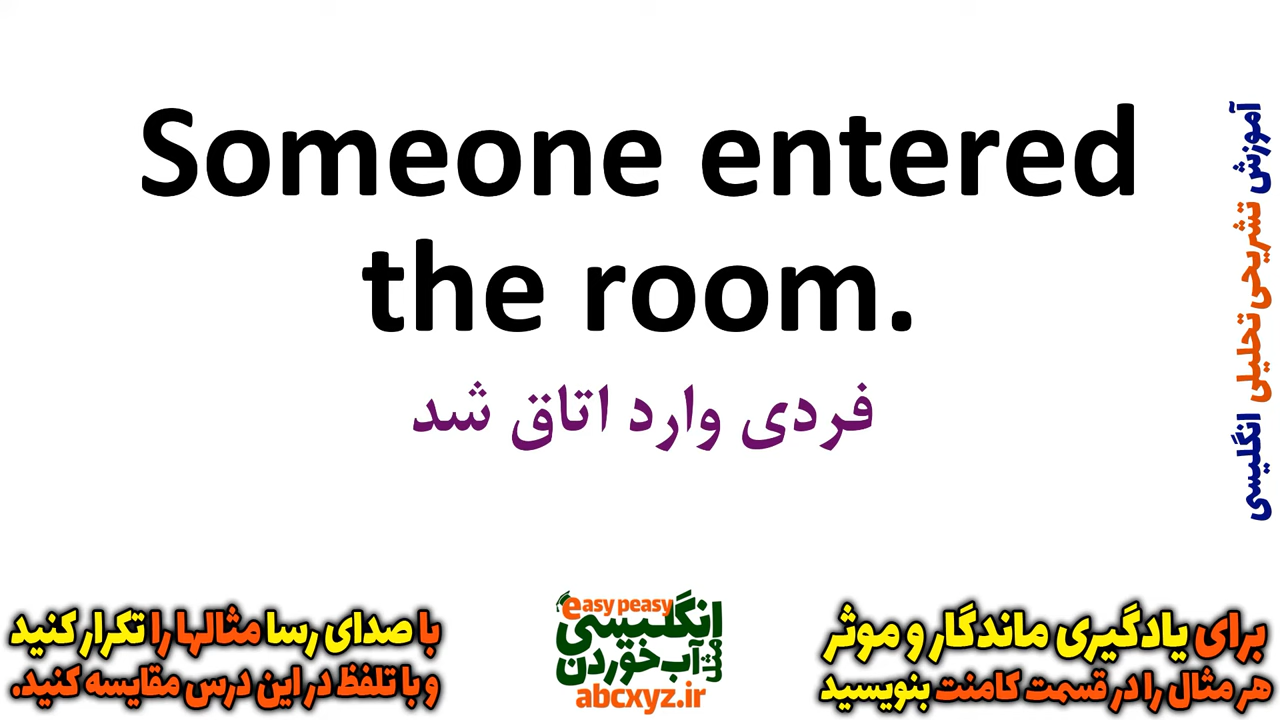 Someone entered
the room.
فردی وارد اتاق شد
آموزش تشریحی تحلیلی انگلیسی
برای یادگیری ماندگار و موثر
هر مثال را در قسمت کامنت بنویسید
easy peasy
انگلیسی
مثل آب خوردن
abcxyz.ir
با صدای رسا مثالها را تکرار کنید
و با تلفظ در این درس مقایسه کنید.